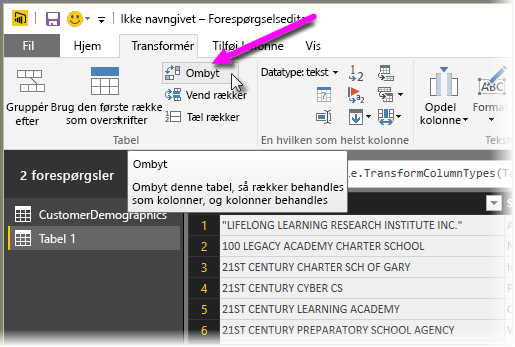 Ikke navngivet – Forespørgselsedito
Fil Hjem Transformér Tilføj kolonne Vis
Gruppér efter
Brug den første række som overskrifter
Ombyt
Vend rækker
Tæl rækker
Tabel
Datatype: tekst
En hvilken som helst kolonne
Opdel kolonne
Format
Tekst
2 forespørgsler
CustomerDemographics
Tabel 1
Ombyt
Ombyt denne tabel, så rækker behandles
som kolonner, og kolonner behandles
e.TransformColumnTypes(Ta
1 "LIFELONG LEARNING RESEARCH INSTITUTE INC."
2 100 LEGACY ACADEMY CHARTER SCHOOL
3 21ST CENTURY CHARTER SCH OF GARY
4 21ST CENTURY CYBER CS
5 21ST CENTURY LEARNING ACADEMY
6 21ST CENTURY PREPARATORY SCHOOL AGENCY